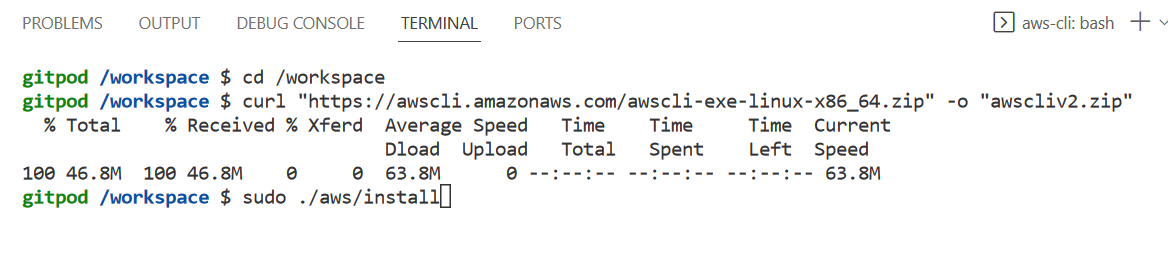 PROBLEMS OUTPUT DEBUG CONSOLE TERMINAL PORTS aws-cli: bash
gitpod /workspace $ cd /workspace
gitpod /workspace $ curl "https://awscli.amazonaws.com/awscli-exe-linux-x86_64.zip" -o "awscliv2.zip"
% Total % Received % Xferd Average Speed Time Time Time Current
Dload Upload Total Spent Left Speed
100 46.8M 100 46.8M 0 0 63.8M 0 --:--:-- --:--:-- --:--:-- 63.8M
gitpod /workspace $ sudo ./aws/install